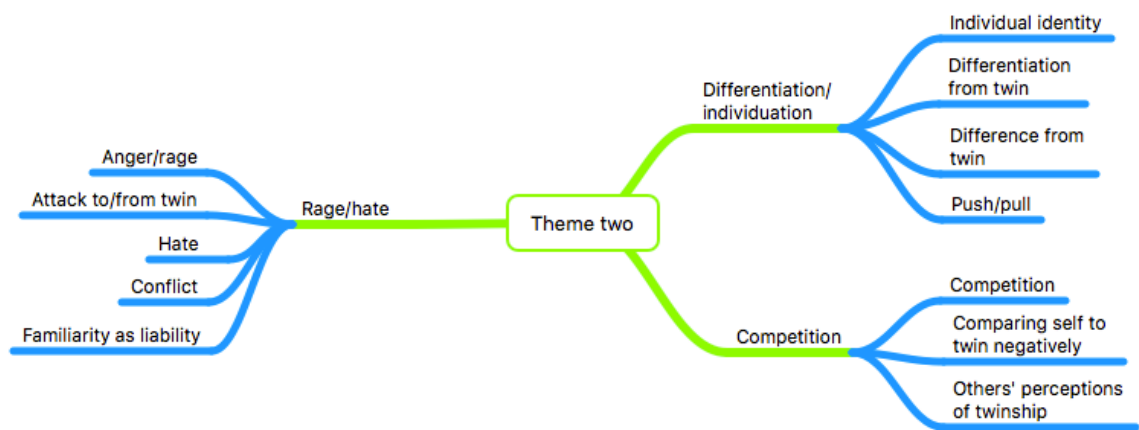 Theme two
Differentiation/
individuation
Individual identity
Differentiation
from twin
Difference from
twin
Push/pull
Competition
Competition
Comparing self to
twin negatively
Others' perceptions
of twinship
Rage/hate
Anger/rage
Attack to/from twin
Hate
Conflict
Familiarity as liability